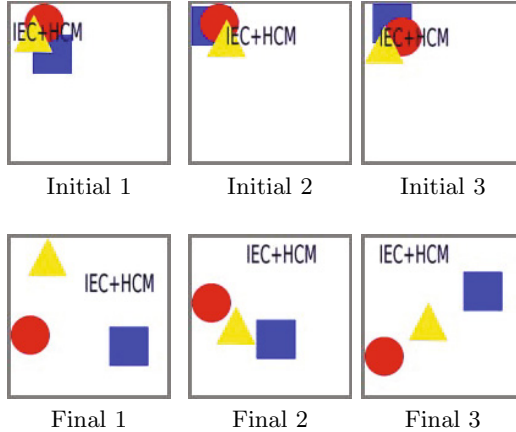 IEC+HCM
IEC+HCM
IEC+HCM
Initial 1
Initial 2
Initial 3
IEC+HCM
IEC+HCM
IEC+HCM
Final 1
Final 2
Final 3